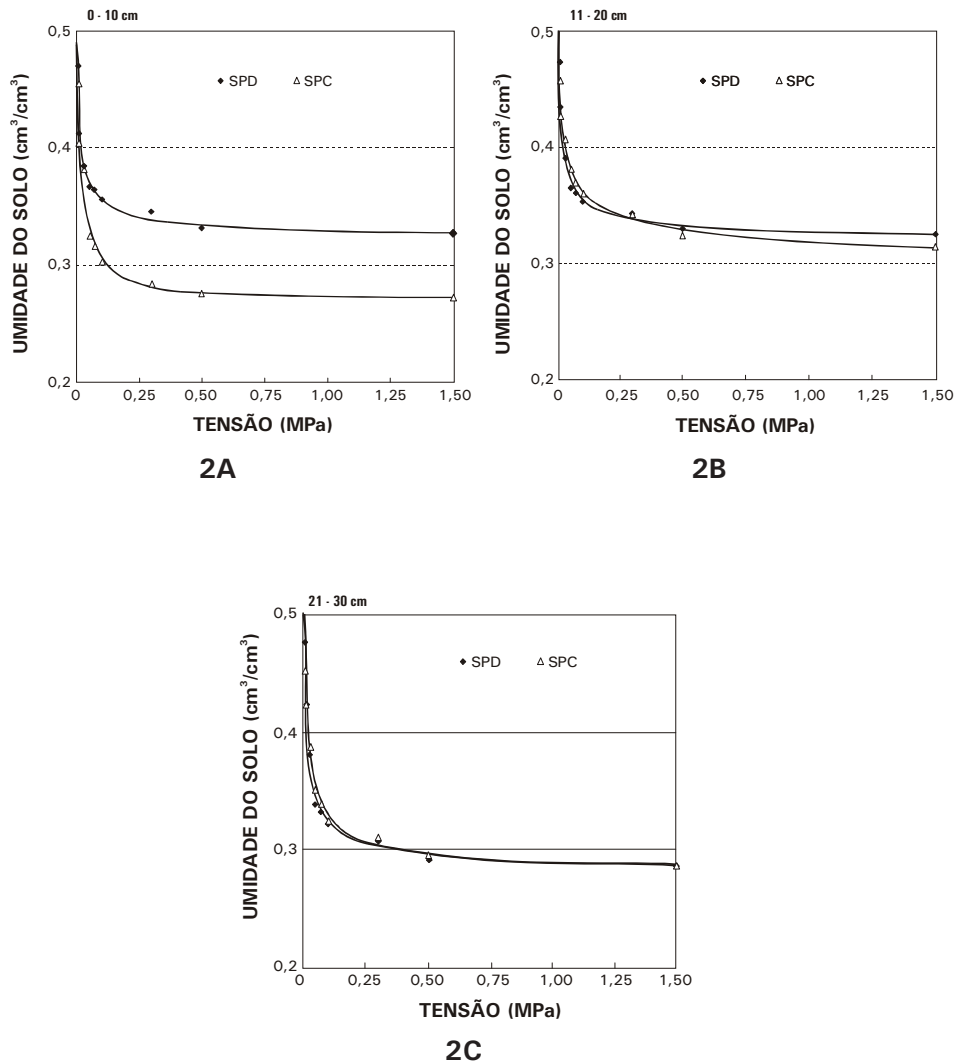 0 - 10 cm
0,5
0,4
0,3
0,2
SPD
SPC
UMIDADE DO SOLO (cm³/cm³)
0 0,25 0,50 0,75 1,00 1,25 1,50
TENSÃO (MPa)
2A
11 - 20 cm
0,5
0,4
0,3
0,2
SPD
SPC
UMIDADE DO SOLO (cm³/cm³)
0 0,25 0,50 0,75 1,00 1,25 1,50
TENSÃO (MPa)
2B
21 - 30 cm
0,5
0,4
0,3
0,2
SPD
SPC
UMIDADE DO SOLO (cm³/cm³)
0 0,25 0,50 0,75 1,00 1,25 1,50
TENSÃO (MPa)
2C